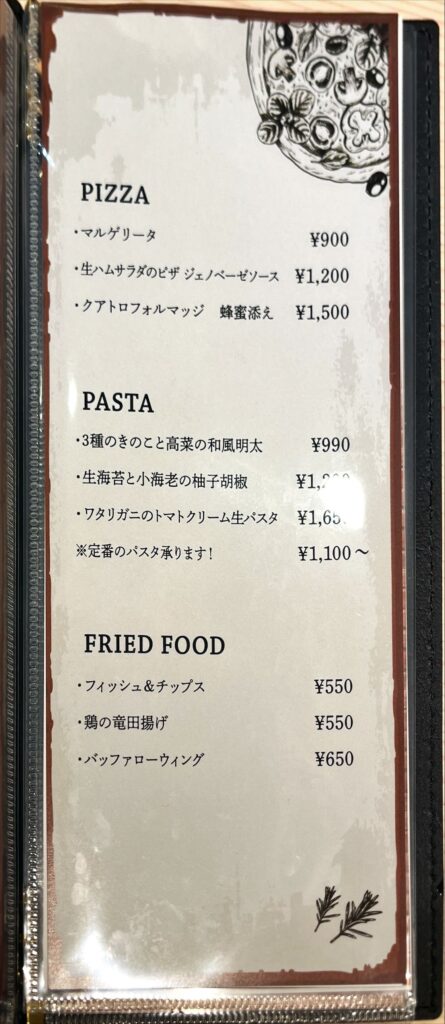 PIZZA
・マルゲリータ ¥900
・生ハムサラダのピザ ジェノベーゼソース ¥1,200
・クアトロフォルマッジ 蜂蜜添え ¥1,500
PASTA
・3種のきのこと高菜の和風明太 ¥990
・生海苔と小海老の柚子胡椒
・ワタリガニのトマトクリーム生パスタ
※定番のパスタ承ります! ¥1,100〜
FRIED FOOD
・フィッシュ&チップス ¥550
・鶏の竜田揚げ ¥550
・バッファローウィング ¥650